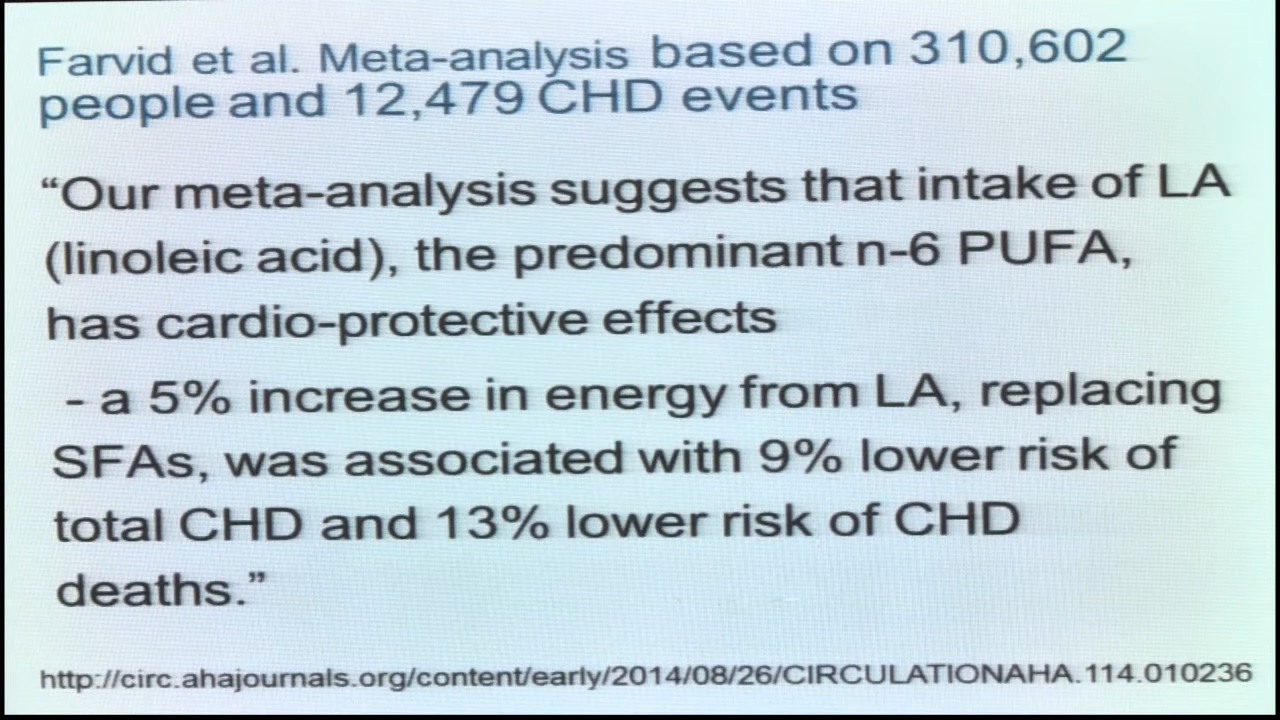 Farvid et al. Meta-analysis based on 310,602
people and 12,479 CHD events
“Our meta-analysis suggests that intake of LA
(linoleic acid), the predominant n-6 PUFA,
has cardio-protective effects
- a 5% increase in energy from LA, replacing
SFAs, was associated with 9% lower risk of
total CHD and 13% lower risk of CHD
deaths.”
http://circ.ahajournals.org/content/early/2014/08/26/CIRCULATIONAHA.114.010236